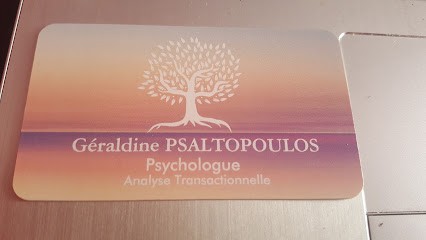 Géraldine PSALTOPOULOS
Psychologue
Analyse Transactionnelle